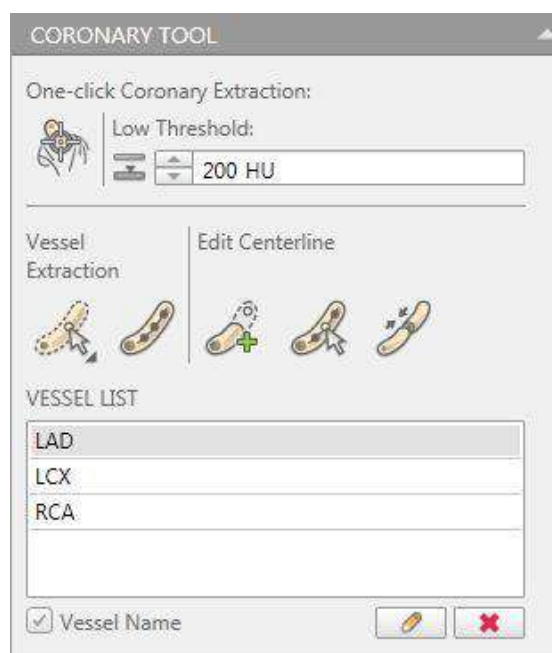 CORONARY TOOL
One-click Coronary Extraction:
Low Threshold:
200 HU
Vessel
Extraction
Edit Centerline
VESSEL LIST
LAD
LCX
RCA
Vessel Name